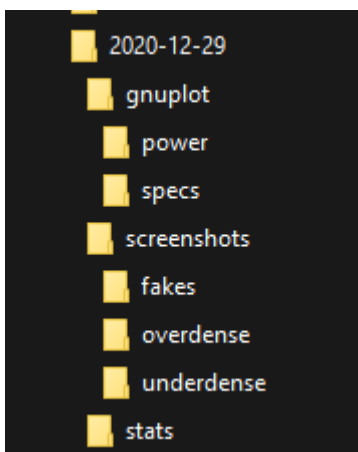 2020-12-29
gnuplot
power
specs
screenshots
fakes
overdense
underdense
stats